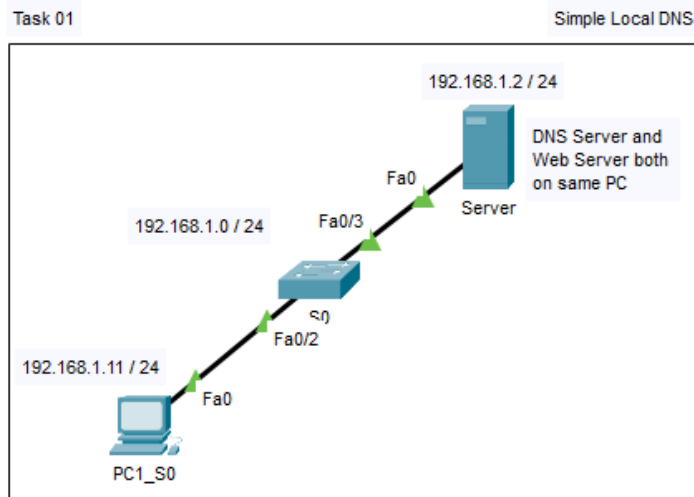 Task 01
Simple Local DNS
192.168.1.2 / 24
DNS Server and
Web Server both
on same PC
Fa0
Server
192.168.1.0 / 24
Fa0/3
S0
Fa0/2
192.168.1.11 / 24
Fa0
PC1_S0